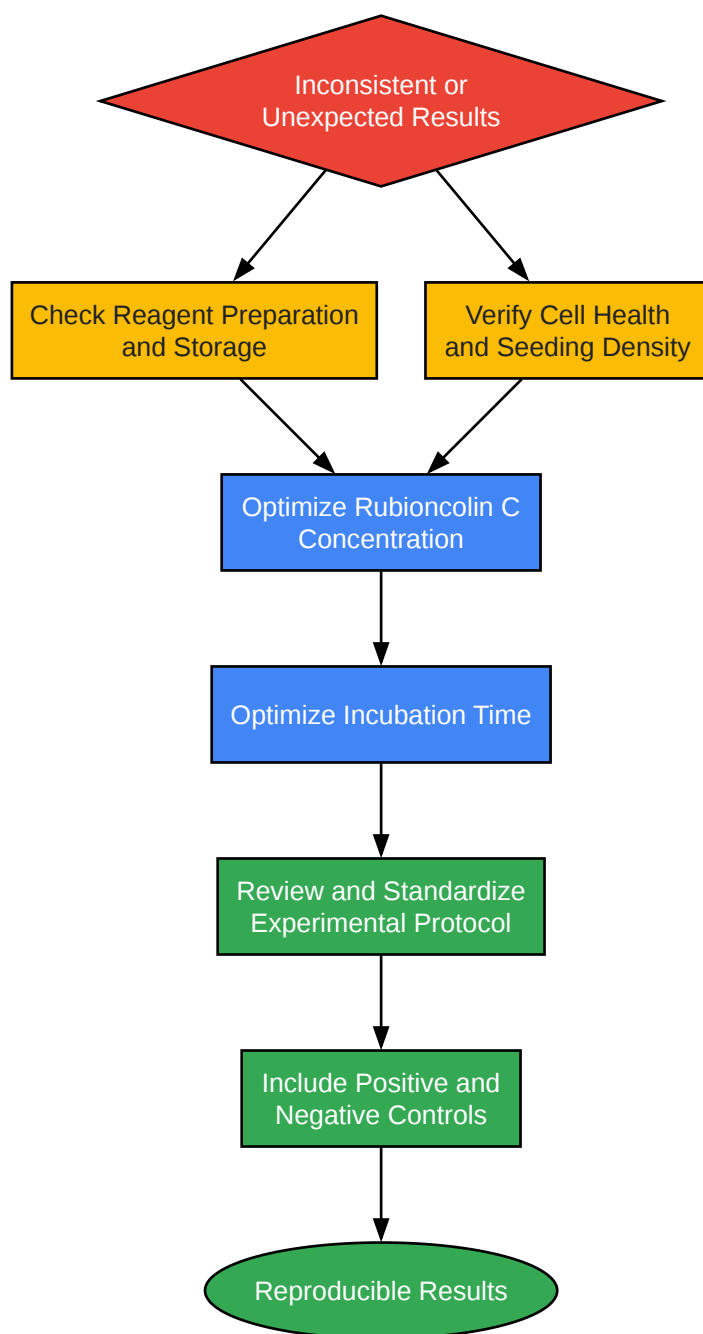 Inconsistent or
Unexpected Results
Check Reagent Preparation
and Storage
Verify Cell Health
and Seeding Density
Optimize Rubioncolin C
Concentration
Optimize Incubation Time
Review and Standardize
Experimental Protocol
Include Positive and
Negative Controls
Reproducible Results